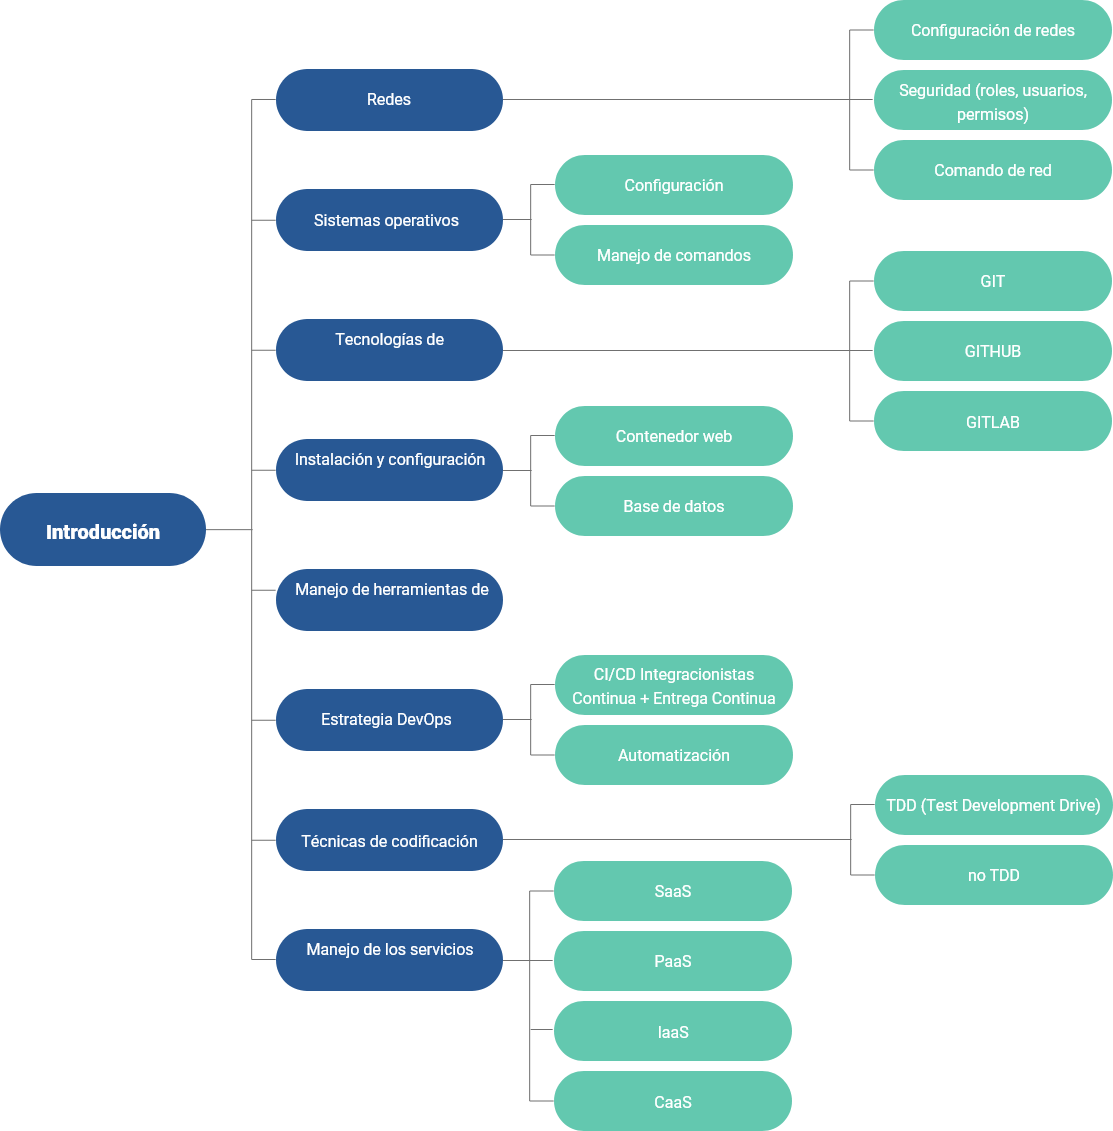 Introducción
Redes
Configuración de redes
Seguridad (roles, usuarios,
permisos)
Comando de red
Sistemas operativos
Configuración
Manejo de comandos
Tecnologías de
GIT
GITHUB
GITLAB
Instalación y configuración
Contenedor web
Base de datos
Manejo de herramientas de
Estrategia DevOps
CI/CD Integracionistas
Continua + Entrega Continua
Automatización
Técnicas de codificación
TDD (Test Development Drive)
no TDD
Manejo de los servicios
SaaS
PaaS
IaaS
CaaS